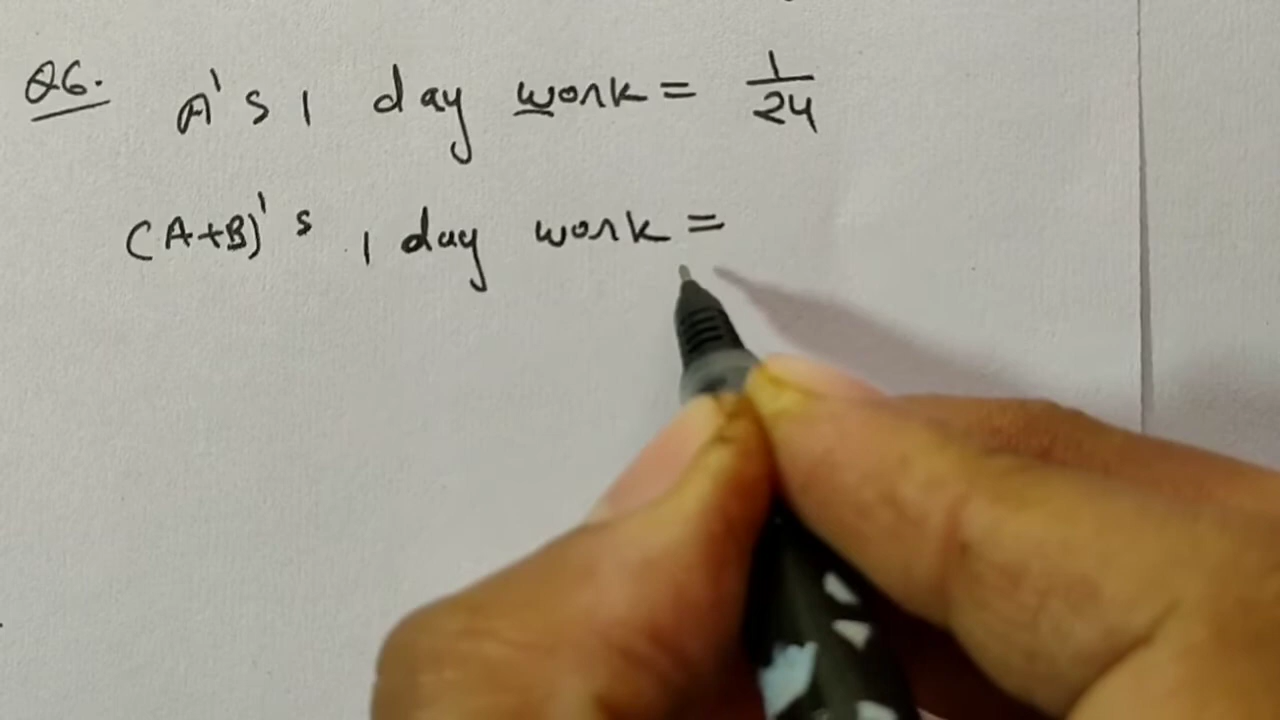 Q6. A's 1 day work = 1/24
(A+B)'s 1 day work =